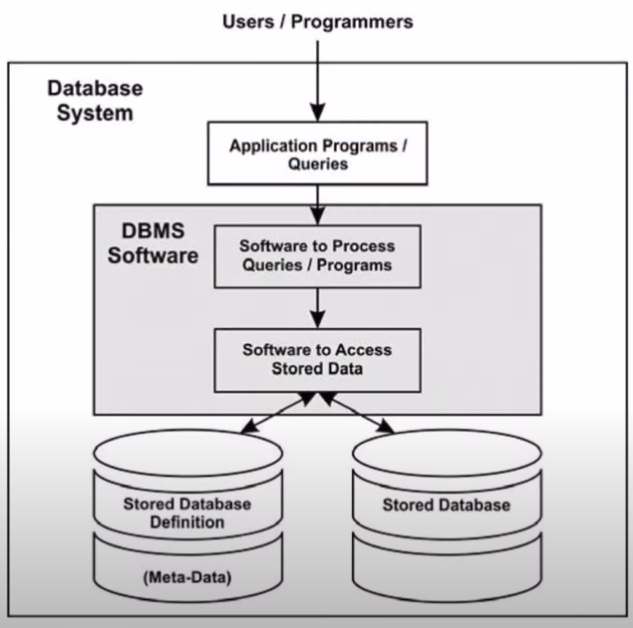 Users / Programmers
Database
System
Application Programs /
Queries
DBMS
Software
Software to Process
Queries / Programs
Software to Access
Stored Data
Stored Database
Definition
(Meta-Data)
Stored Database